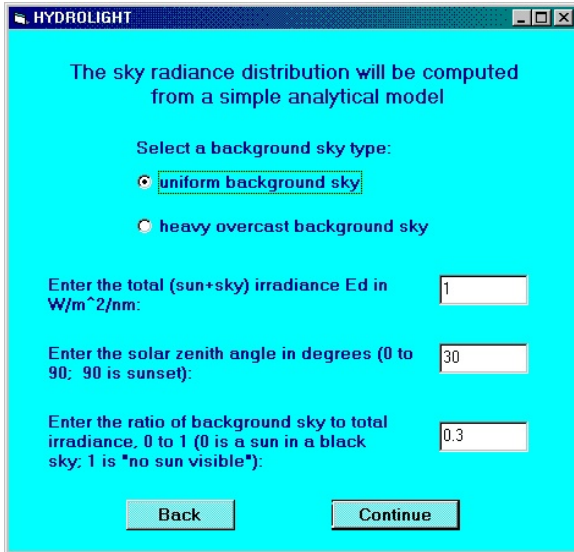 HYDROLIGHT
The sky radiance distribution will be computed
from a simple analytical model
Select a background sky type:
uniform background sky
heavy overcast background sky
Enter the total (sun+sky) irradiance Ed in
W/m^2/nm:
1
Enter the solar zenith angle in degrees (0 to
90;  90 is sunset):
30
Enter the ratio of background sky to total
irradiance, 0 to 1 (0 is a sun in a black
sky; 1 is "no sun visible"):
0.3
Back
Continue